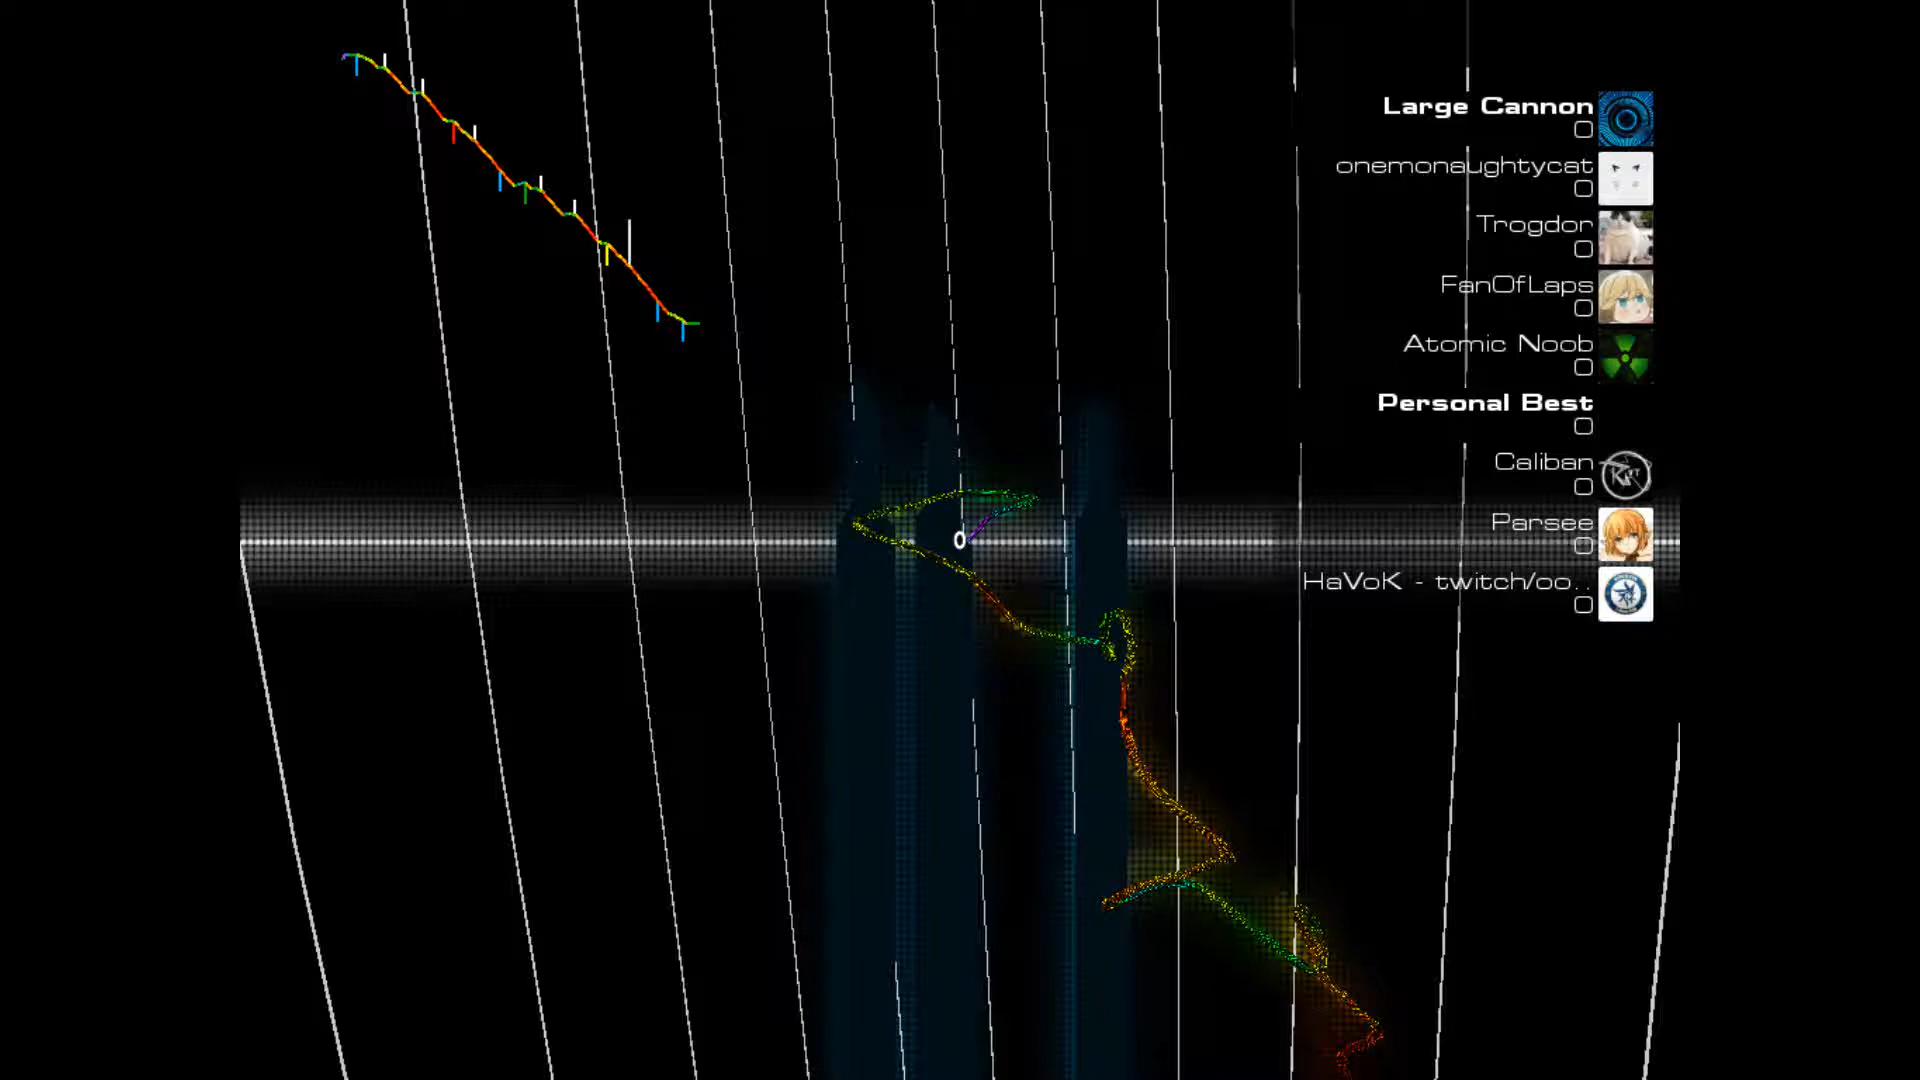 Large Cannon
0
onemonaughtycat
0
Trogdor
0
FanOfLaps
0
Atomic Noob
0
Personal Best
0
Caliban
0
Parsee
0
HaVoK - twitch/oo..
0
0